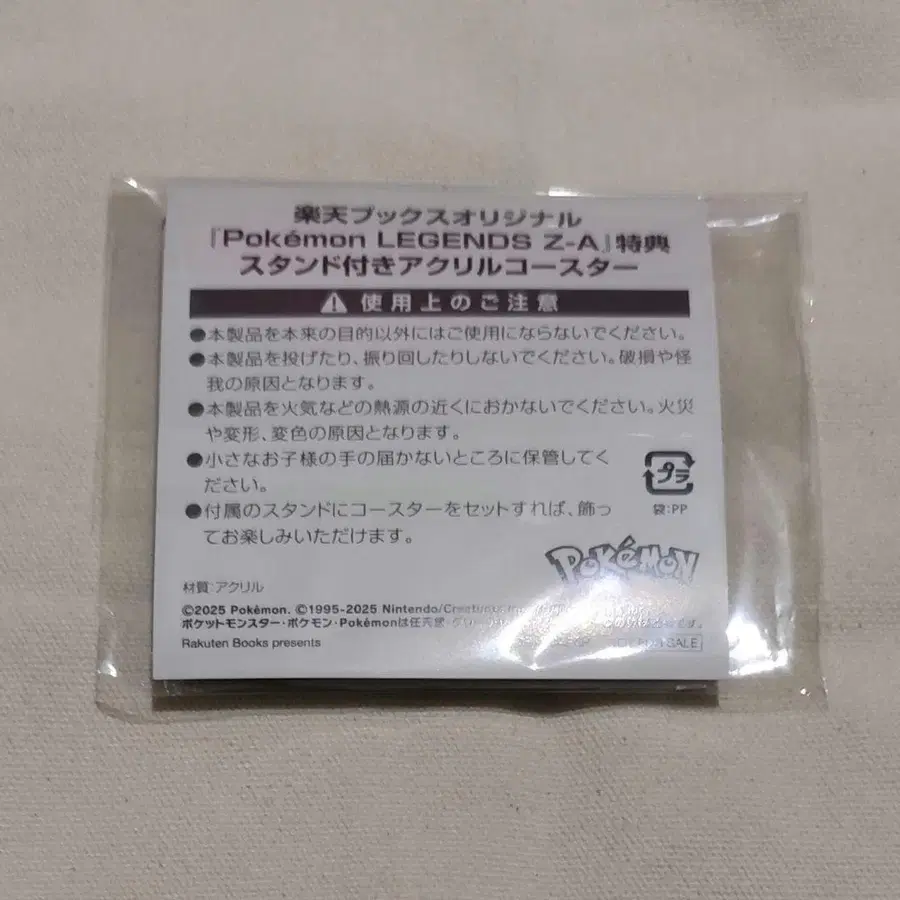 楽天ブックスオリジナル
『Pokémon LEGENDS Z-A』特典
スタンド付きアクリルコースター
使用上のご注意
●本製品を本来の目的以外にはご使用にならないでください。
●本製品を投げたり、振り回したりしないでください。破損や怪
我の原因となります。
●本製品を火気などの熱源の近くにおかないでください。火災
や変形、変色の原因となります。
●小さなお子様の手の届かないところに保管してく
ださい。
プラ
袋:PP
●付属のスタンドにコースターをセットすれば、飾っ
てお楽しみいただけます。
POKéMON
材質:アクリル
©2025 Pokémon. ©1995-2025 Nintendo/Creatures Inc.
ポケットモンスター・ポケモン・Pokémonは任天堂・
Rakuten Books presents
SALE